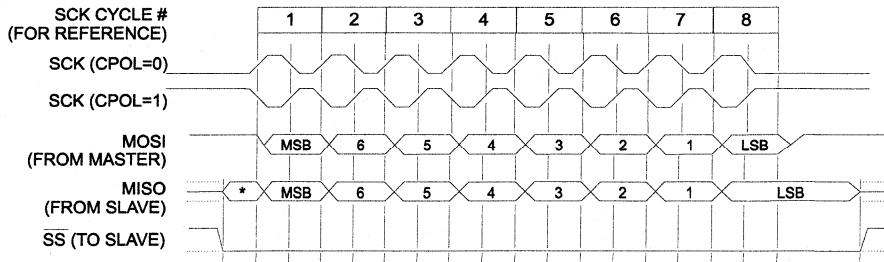 SCK CYCLE #
(FOR REFERENCE)
1 2 3 4 5 6 7 8
SCK (CPOL=0)
SCK (CPOL=1)
MOSI
(FROM MASTER)
MSB 6 5 4 3 2 1 LSB
MISO
(FROM SLAVE)
* MSB 6 5 4 3 2 1 LSB
SS (TO SLAVE)